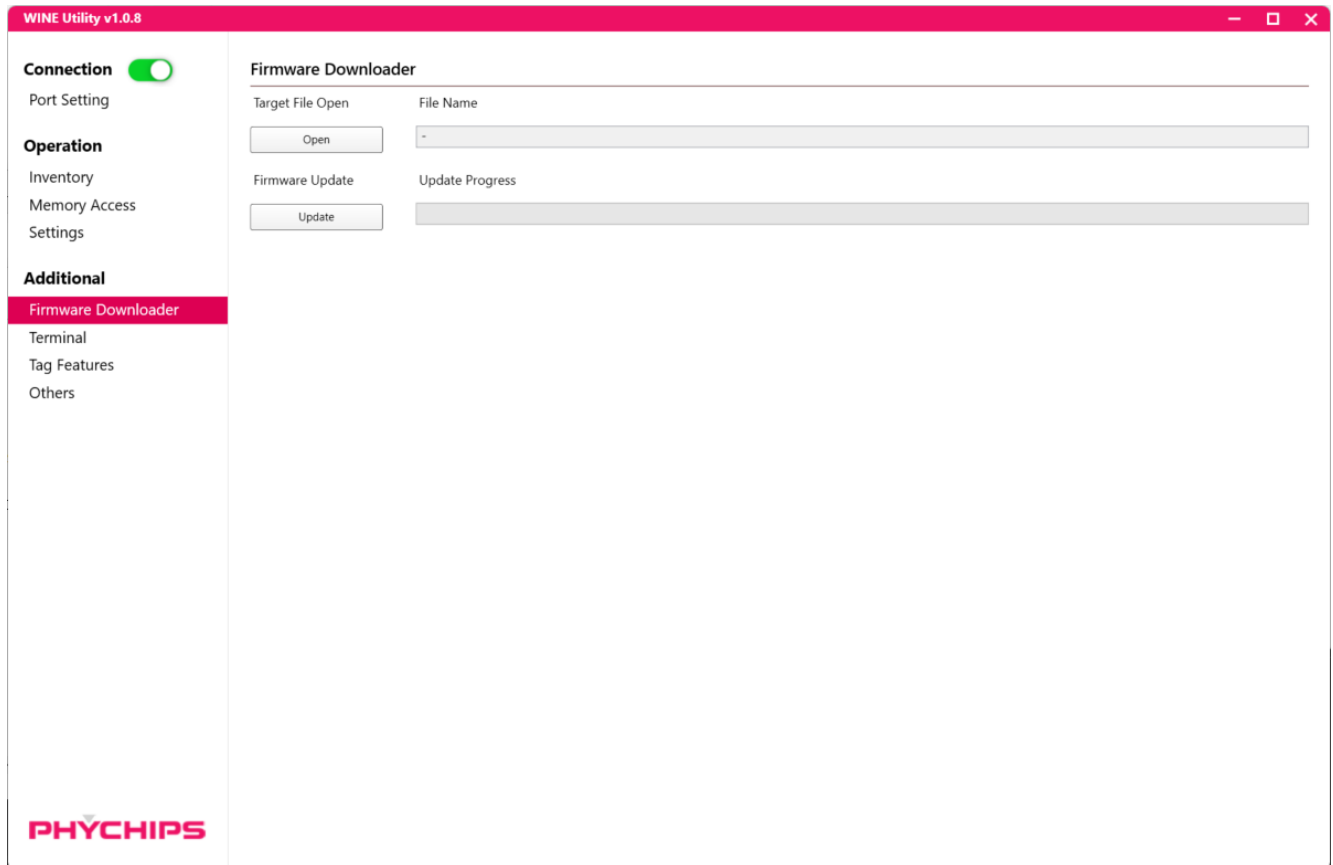 WINE Utility v1.0.8
Connection
Port Setting
Operation
Inventory
Memory Access
Settings
Additional
Firmware Downloader
Terminal
Tag Features
Others
PHYCHIPS
Firmware Downloader
Target File Open File Name
Open -
Firmware Update Update Progress
Update